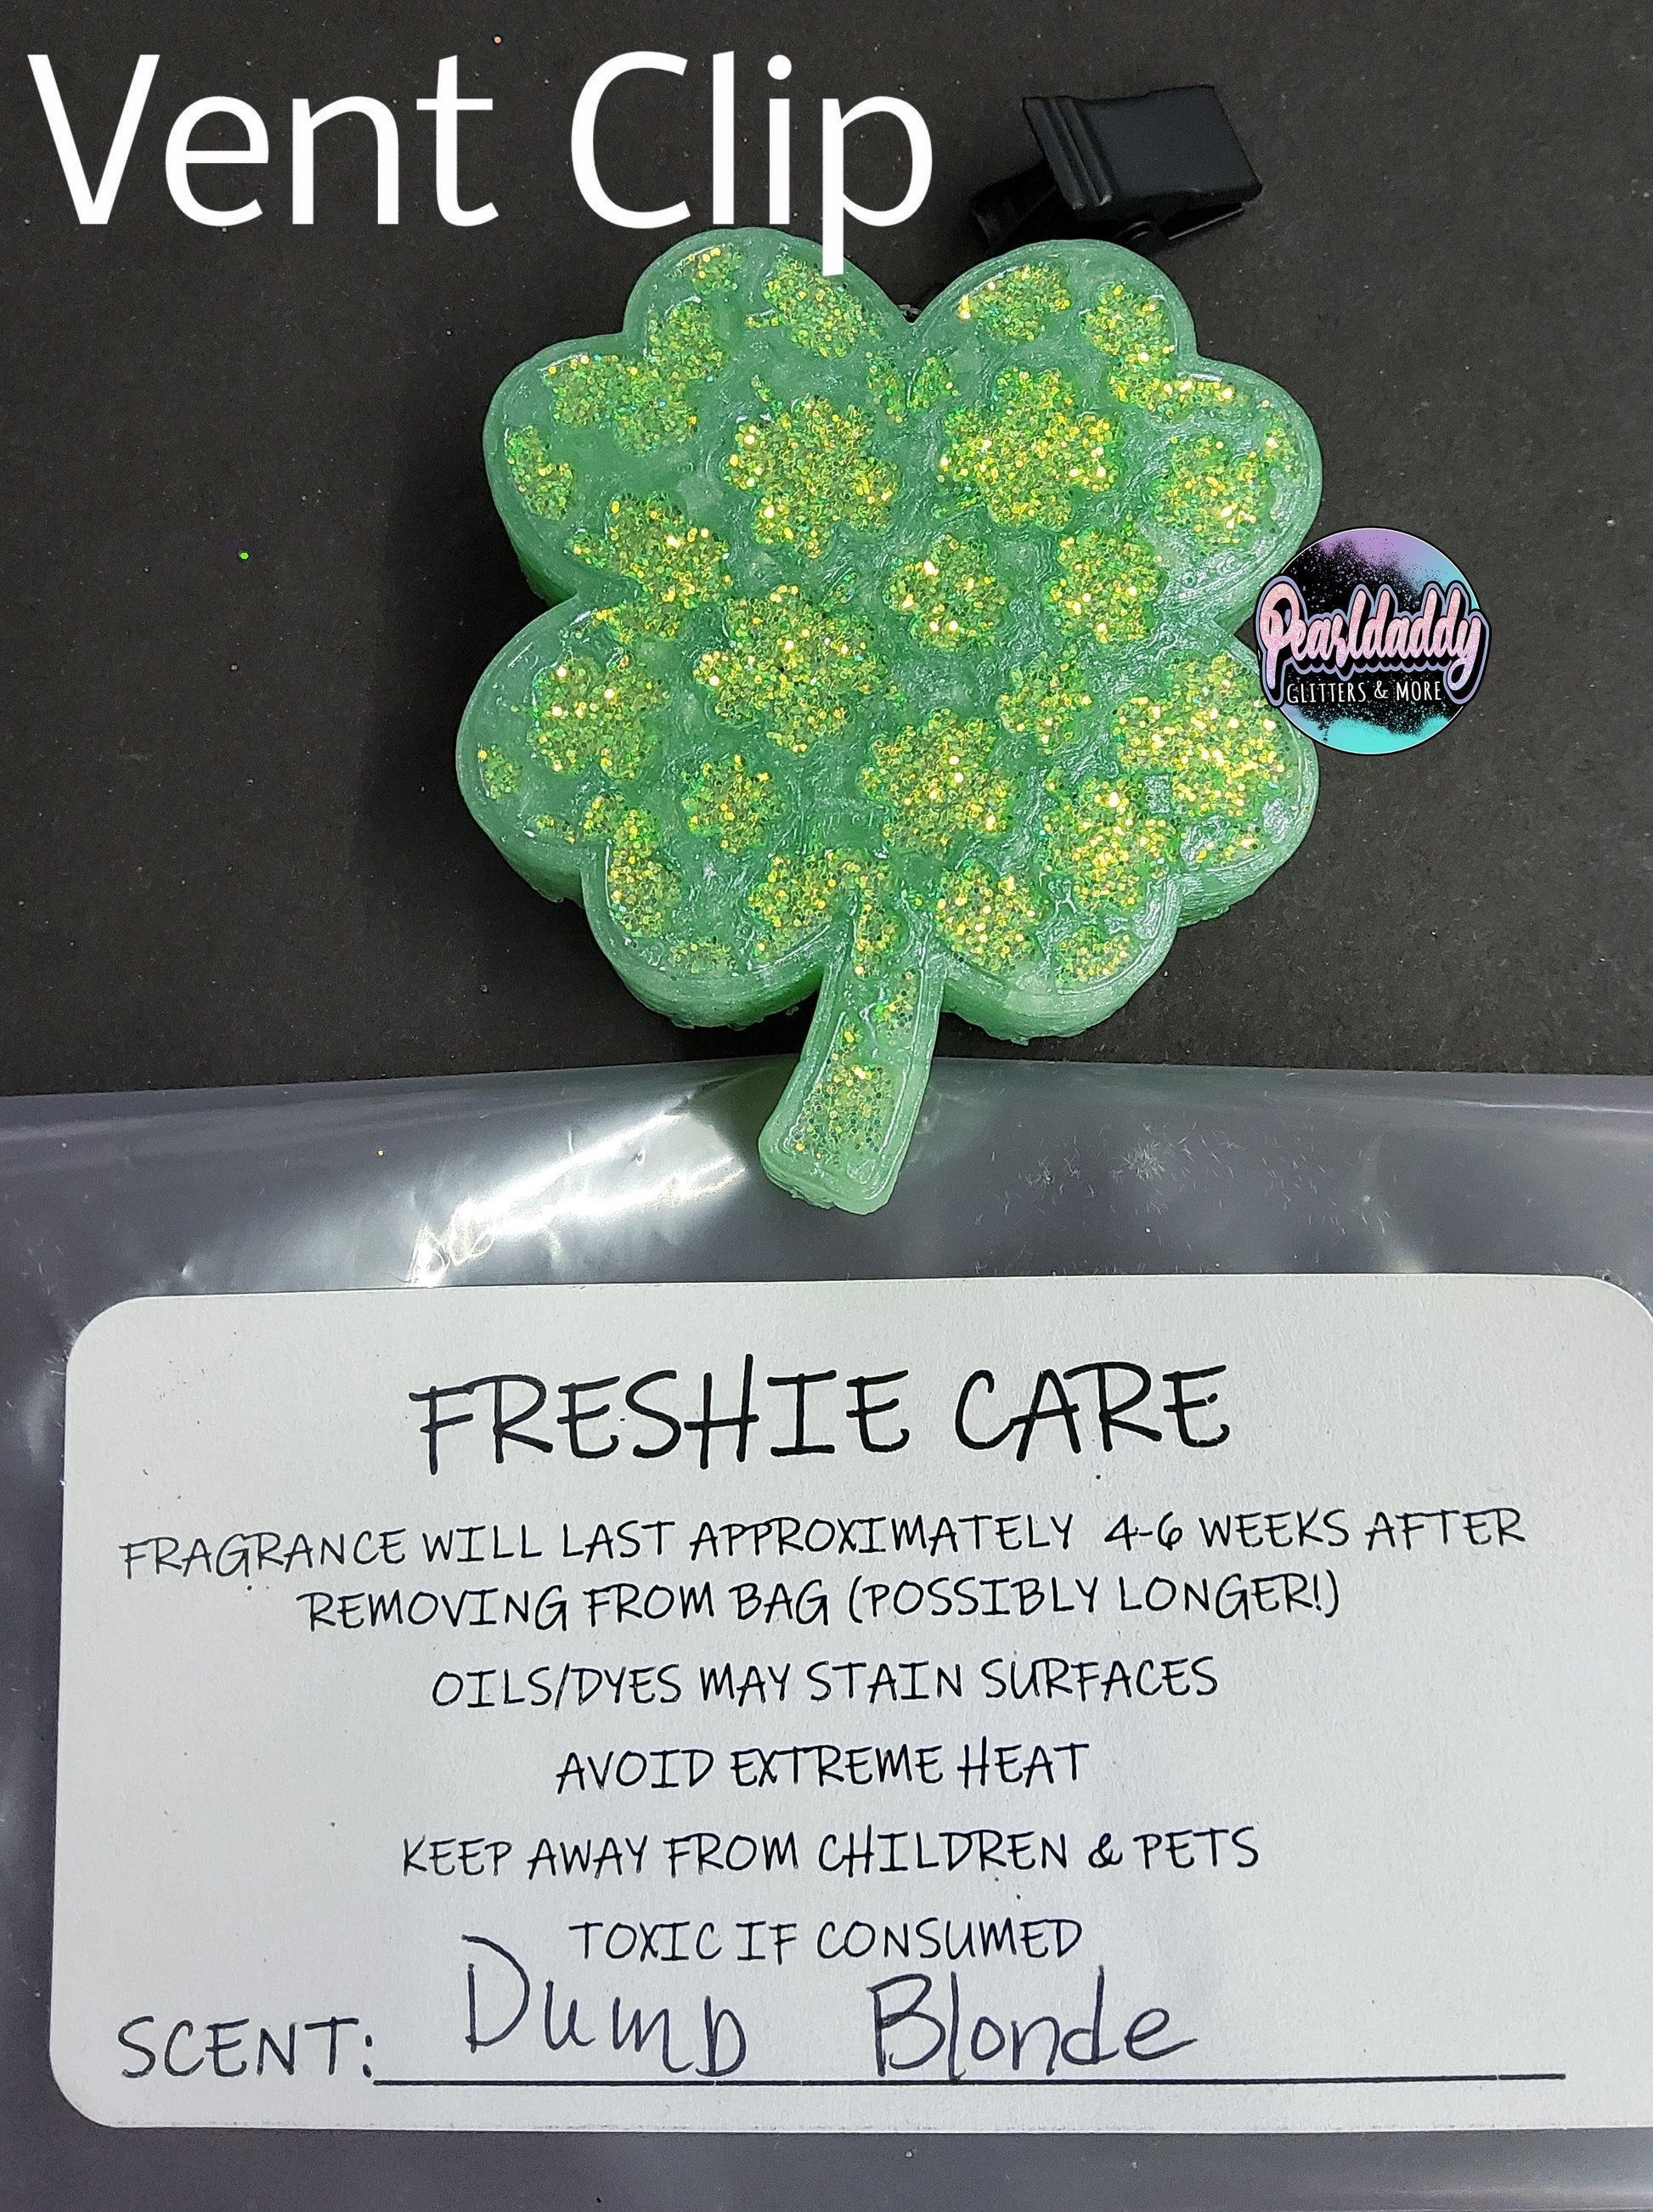 Vent Clip
Pearldaddy
GLITTERS & MORE
FRESHIE CARE
FRAGRANCE WILL LAST APPROXIMATELY 4-6 WEEKS AFTER
REMOVING FROM BAG (POSSIBLY LONGER!)
OILS/DYES MAY STAIN SURFACES
AVOID EXTREME HEAT
KEEP AWAY FROM CHILDREN & PETS
TOXIC IF CONSUMED
SCENT: Dumb Blonde